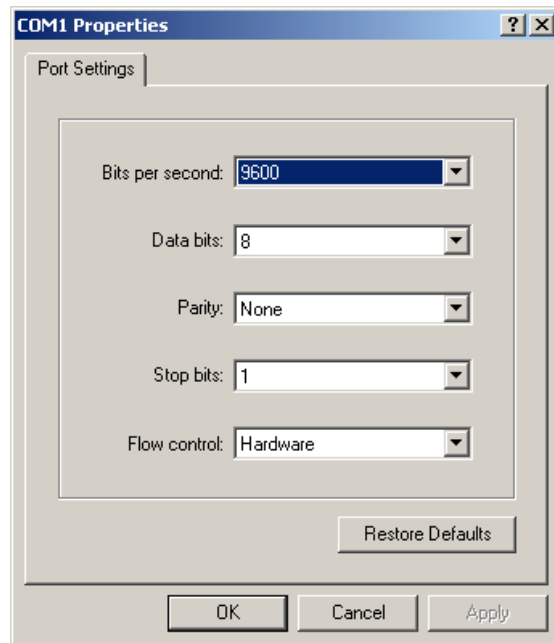 COM1 Properties
Port Settings
Bits per second: 9600
Data bits: 8
Parity: None
Stop bits: 1
Flow control: Hardware
Restore Defaults
OK Cancel Apply